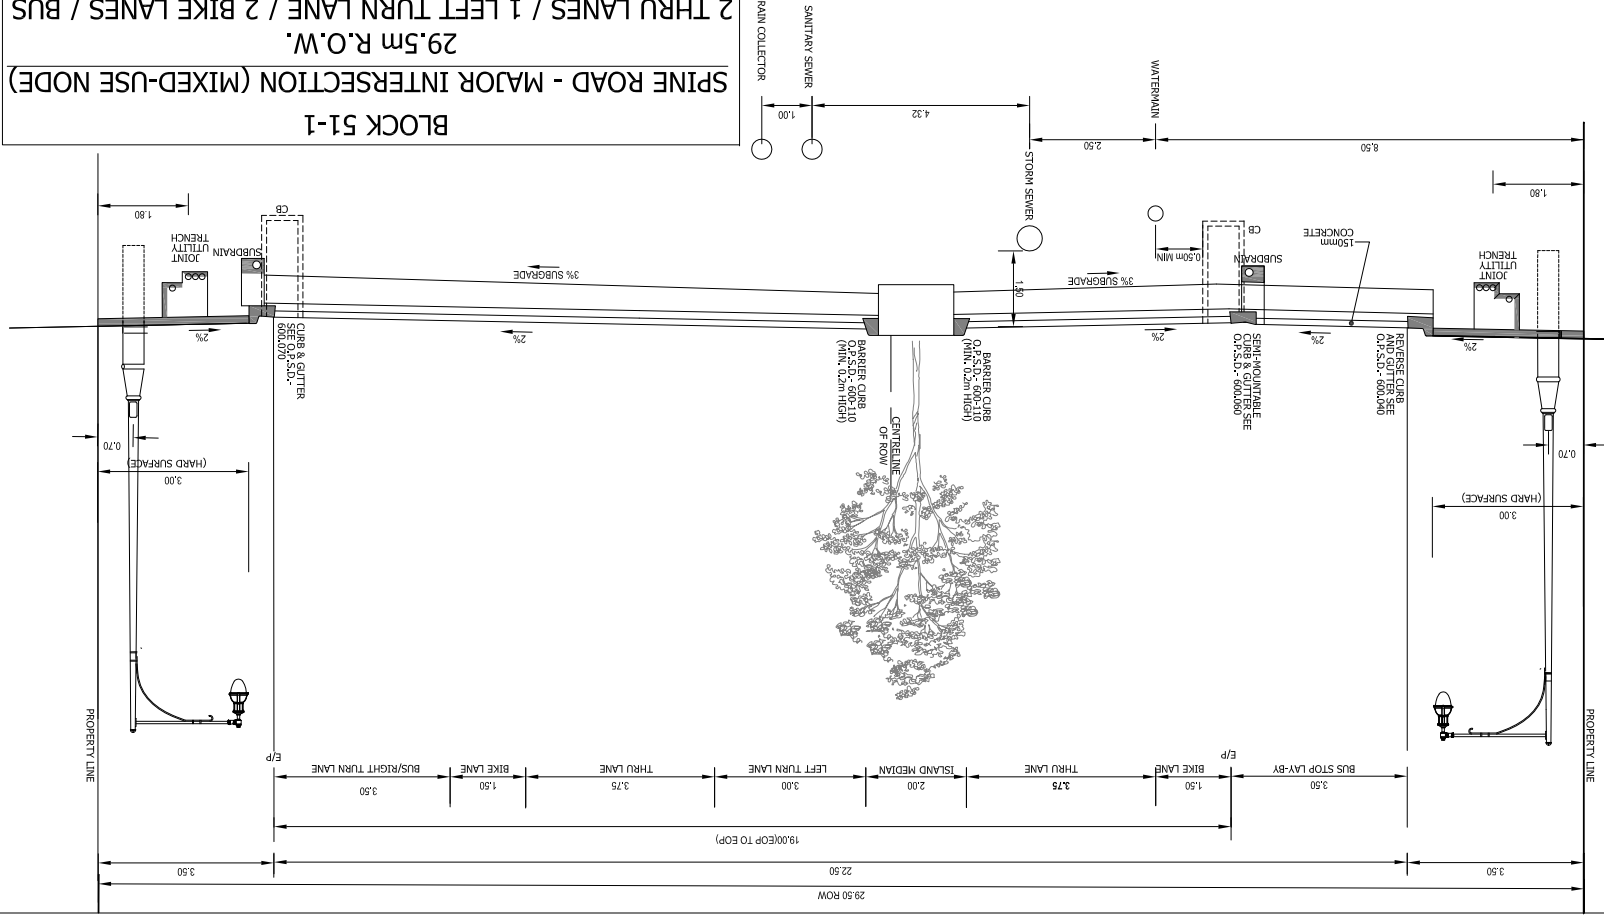 29.50 ROW
3.50
22.50
3.50
19.00(EOP TO EOP)
3.50
BUS STOP LAY-BY
1.50
BIKE LANE
3.75
THRU LANE
2.00
ISLAND MEDIAN
3.00
LEFT TURN LANE
3.75
THRU LANE
1.50
BIKE LANE
3.50
BUS/RIGHT TURN LANE
E/P
E/P
PROPERTY LINE
PROPERTY LINE
3.00
(HARD SURFACE)
0.70
3.00
(HARD SURFACE)
0.70
CENTRELINE
OF ROW
REVERSE CURB
AND GUTTER SEE
O.P.S.D.- 600.040
SEMI-MOUNTABLE
CURB & GUTTER SEE
O.P.S.D.- 600.060
BARRIER CURB
O.P.S.D.- 600-110
(MIN. 0.2m HIGH)
BARRIER CURB
O.P.S.D.- 600-110
(MIN. 0.2m HIGH)
CURB & GUTTER
SEE O.P.S.D.-
600.070
2%
2%
2%
2%
2%
3% SUBGRADE
3% SUBGRADE
JOINT
UTILITY
TRENCH
150mm
CONCRETE
SUBDRAIN
CB
0.50m MIN
1.50
SUBDRAIN
CB
JOINT
UTILITY
TRENCH
1.80
1.80
8.50
2.50
4.32
1.00
WATERMAIN
STORM SEWER
SANITARY SEWER
RAIN COLLECTOR
BLOCK 51-1
SPINE ROAD - MAJOR INTERSECTION (MIXED-USE NODE)
29.5m R.O.W.
2 THRU LANES / 1 LEFT TURN LANE / 2 BIKE LANES / BUS